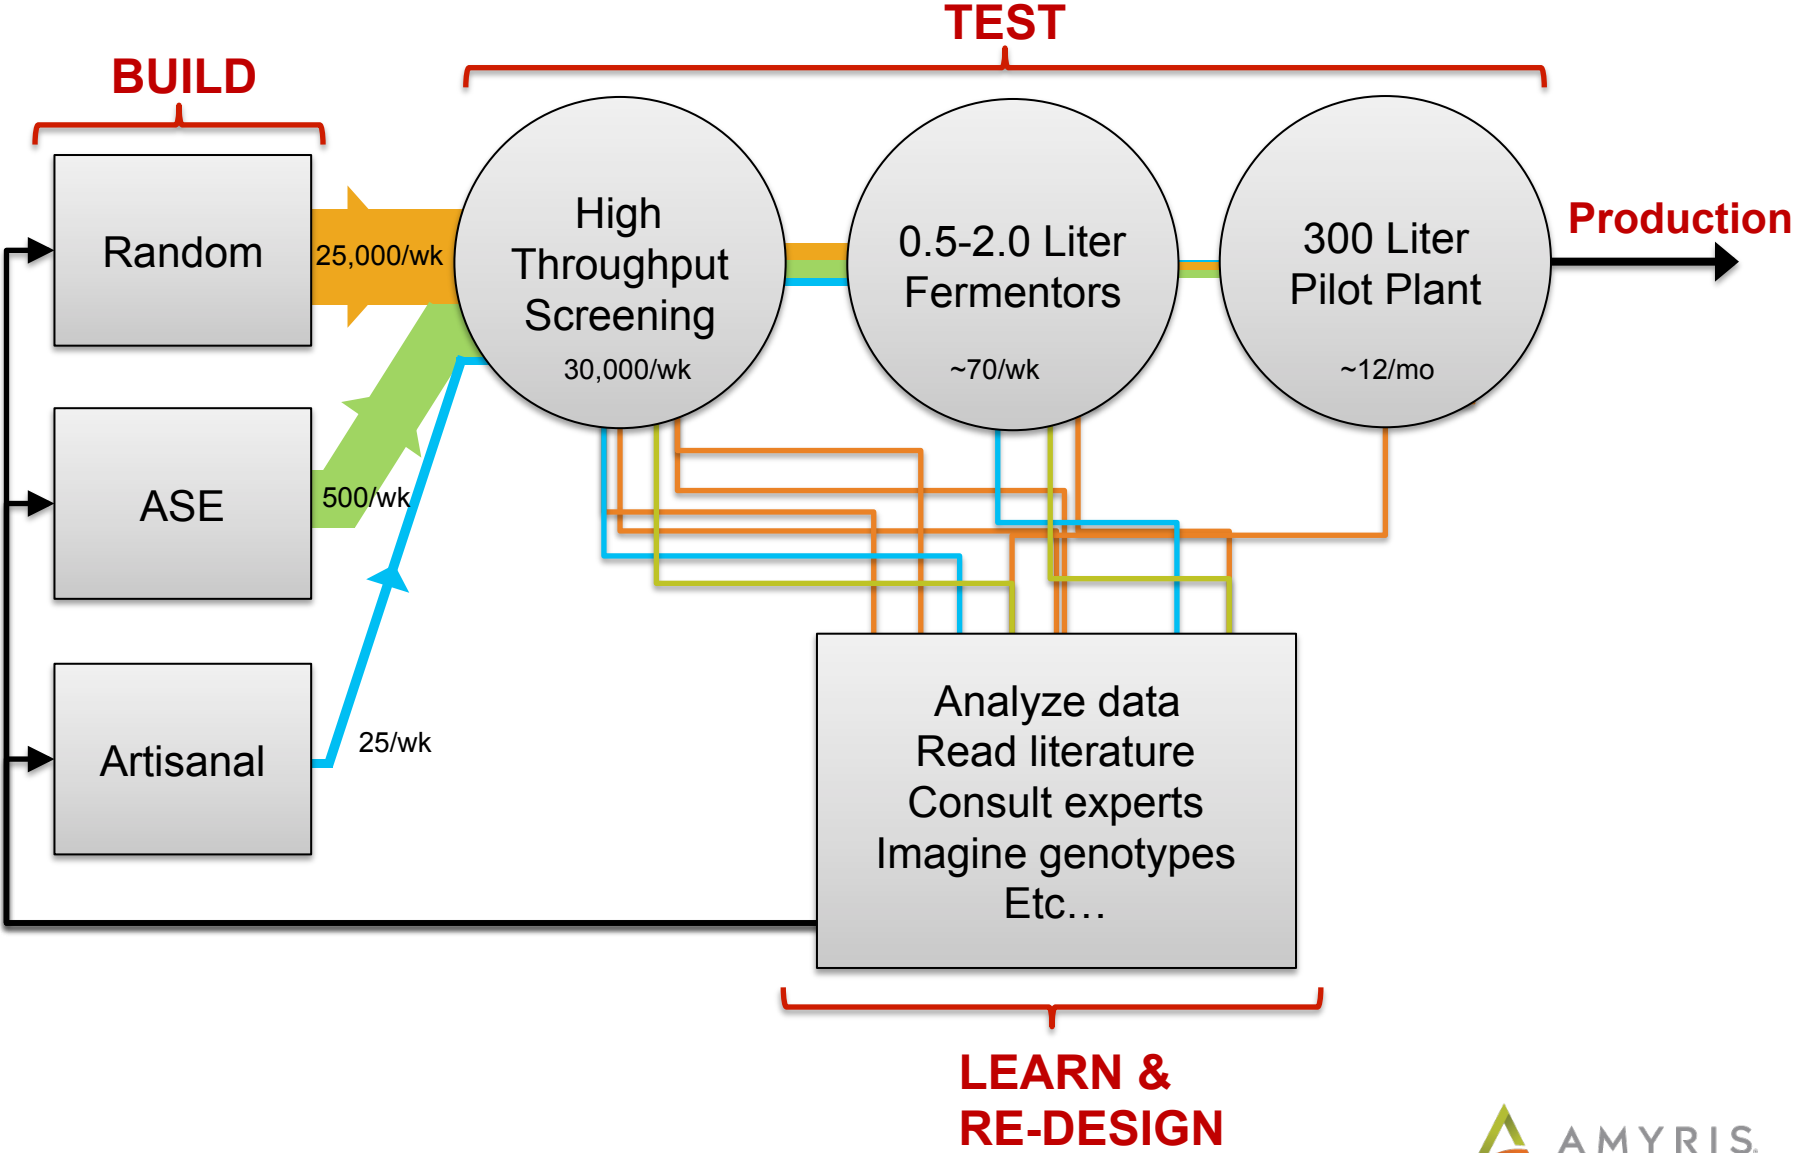 TEST
BUILD
Random
25,000/wk
High
Throughput
Screening
30,000/wk
0.5-2.0 Liter
Fermentors
~70/wk
300 Liter
Pilot Plant
~12/mo
Production
ASE
500/wk
Artisanal
25/wk
Analyze data
Read literature
Consult experts
Imagine genotypes
Etc…
LEARN &
RE-DESIGN
AMYRIS